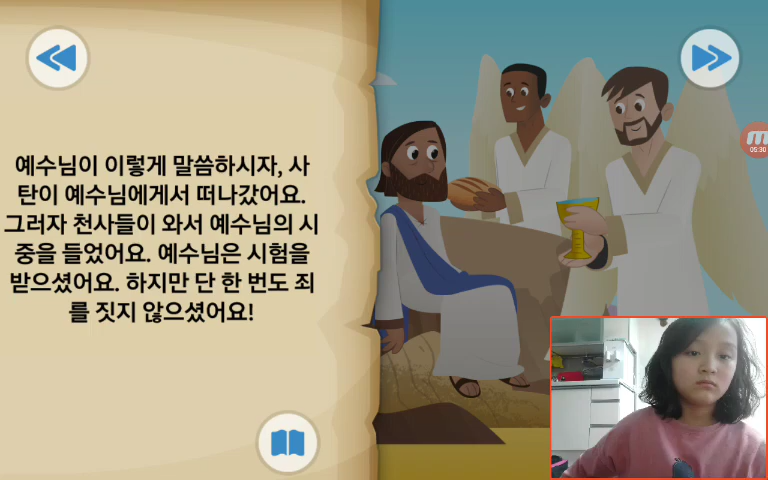 예수님이 이렇게 말씀하시자, 사
탄이 예수님에게서 떠나갔어요.
그러자 천사들이 와서 예수님의 시
중을 들었어요. 예수님은 시험을
받으셨어요. 하지만 단 한 번도 죄
를 짓지 않으셨어요!
05:30